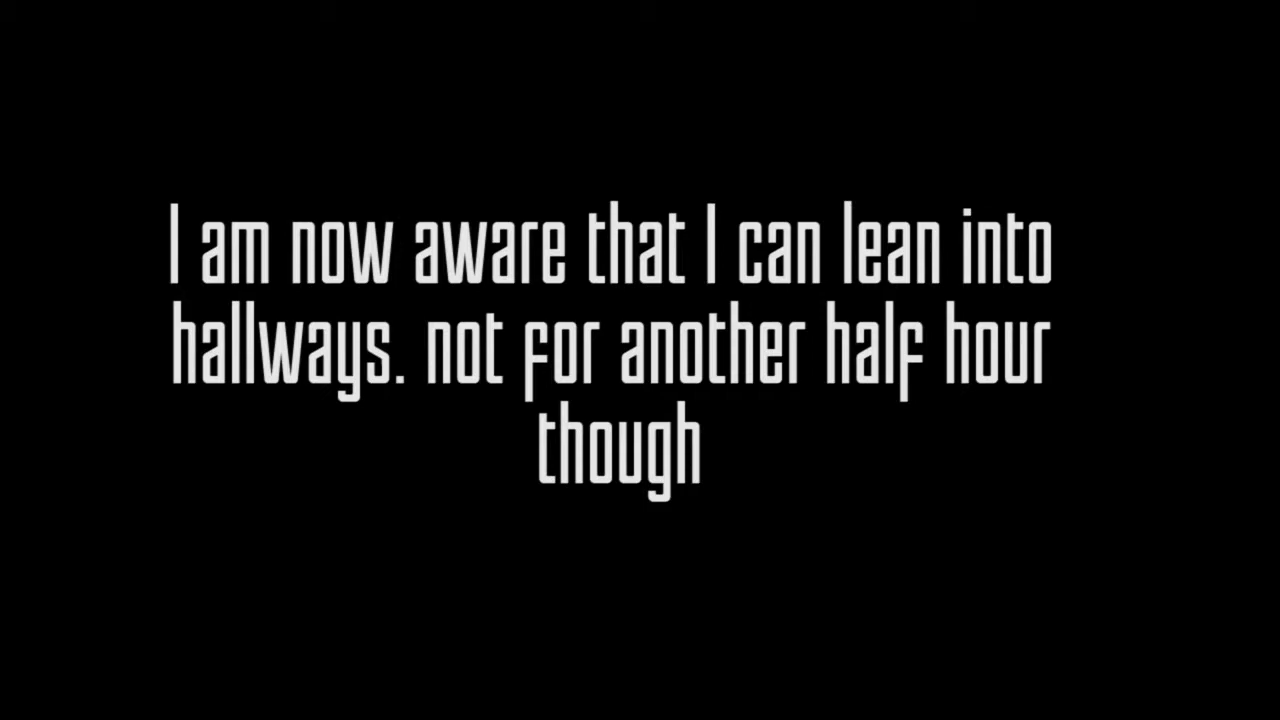 I am now aware that I can lean into
hallways. not for another half hour
though